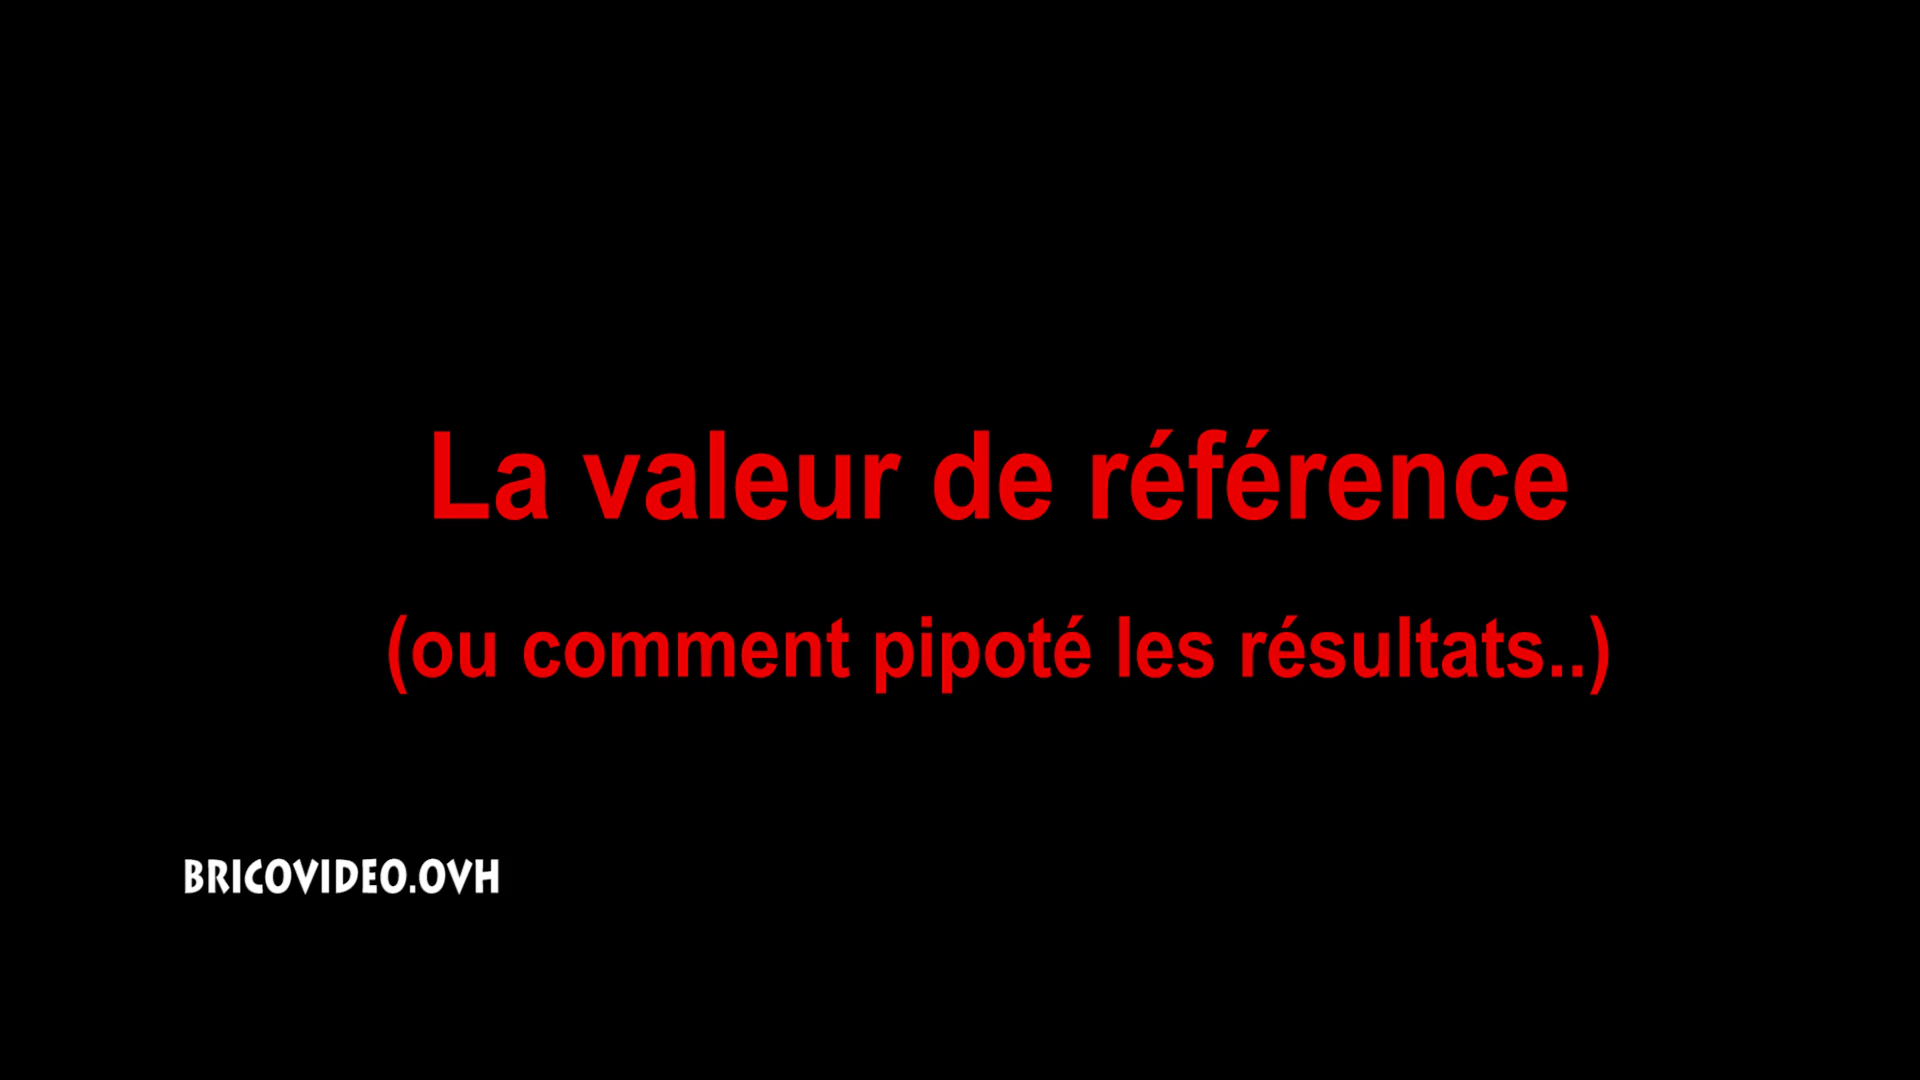 La valeur de référence
(ou comment pipoté les résultats..)
BRICOVIDEO.OVH